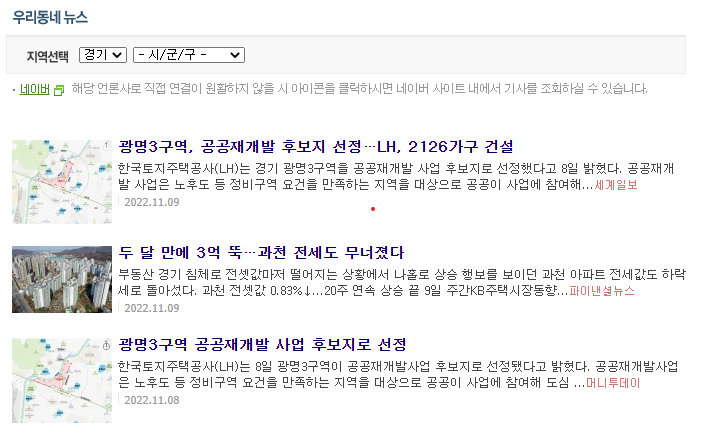 우리동네 뉴스
지역선택 경기 - 시/군/구 -
· 네이버 해당 언론사로 직접 연결이 원활하지 않을 시 아이콘을 클릭하시면 네이버 사이트 내에서 기사를 조회하실 수 있습니다.
광명3구역, 공공재개발 후보지 선정…LH, 2126가구 건설
한국토지주택공사(LH)는 경기 광명3구역을 공공재개발 사업 후보지로 선정했다고 8일 밝혔다. 공공재개
발 사업은 노후도 등 정비구역 요건을 만족하는 지역을 대상으로 공공이 사업에 참여해...세계일보
2022.11.09
두 달 만에 3억 뚝…과천 전세도 무너졌다
부동산 경기 침체로 전셋값마저 떨어지는 상황에서 나홀로 상승 행보를 보이던 과천 아파트 전세값도 하락
세로 돌아섰다. 과천 전셋값 0.83%↓…20주 연속 상승 끝 9일 주간KB주택시장동향...파이낸셜뉴스
2022.11.09
광명3구역 공공재개발 사업 후보지로 선정
한국토지주택공사(LH)는 8일 광명3구역이 공공재개발사업 후보지로 선정됐다고 밝혔다. 공공재개발사업
은 노후도 등 정비구역 요건을 만족하는 지역을 대상으로 공공이 사업에 참여해 도심 ...머니투데이
2022.11.08